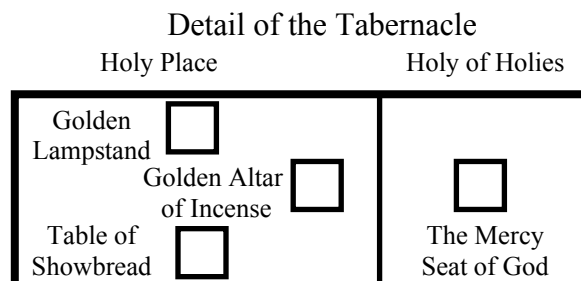 Detail of the Tabernacle
Holy Place
Holy of Holies
Golden
Lampstand
Golden Altar
of Incense
Table of
Showbread
The Mercy
Seat of God